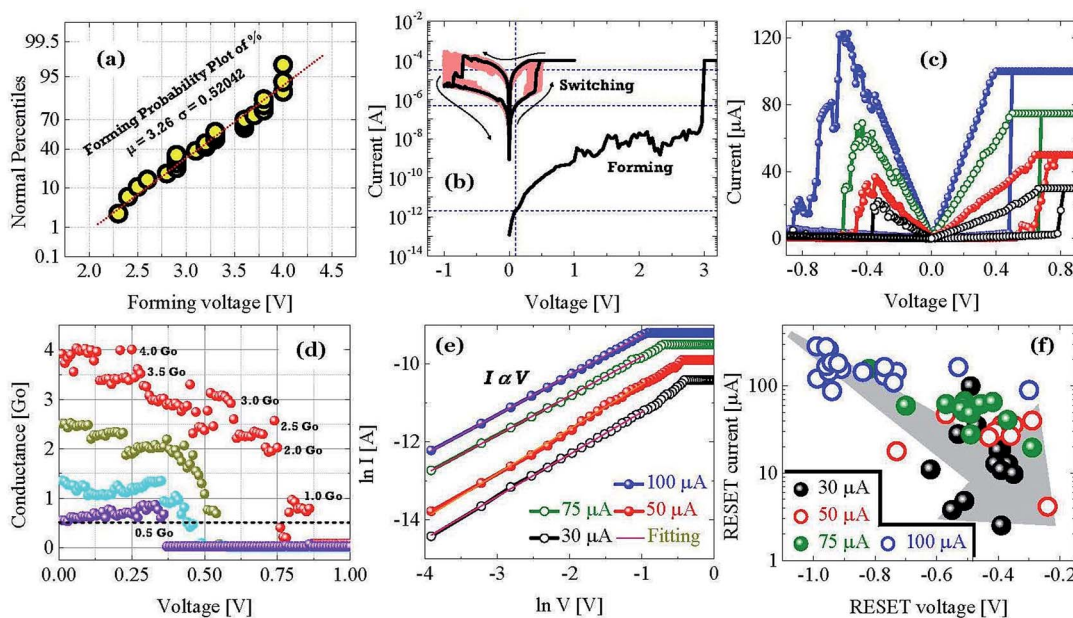 (a)
Normal Percentiles
99.5
95
70
40
10
1
0.1
Forming Probability Plot of %
μ = 3.26 σ = 0.52042
2.0 2.5 3.0 3.5 4.0 4.5
Forming voltage [V]
(b)
Current [A]
10⁻²
10⁻⁴
10⁻⁶
10⁻⁸
10⁻¹⁰
10⁻¹²
10⁻¹⁴
Switching
Forming
-1 0 1 2 3
Voltage [V]
(c)
Current [μA]
120
80
40
0
-0.8 -0.4 0.0 0.4 0.8
Voltage [V]
(d)
Conductance [Go]
4
3
2
1
0
4.0 Go
3.5 Go
3.0 Go
2.5 Go
2.0 Go
1.0 Go
0.5 Go
0.00 0.25 0.50 0.75 1.00
Voltage [V]
(e)
ln I [A]
-10
-12
-14
I α V
100 μA
75 μA 50 μA
30 μA Fitting
-4 -3 -2 -1 0
ln V [V]
(f)
RESET current [μA]
100
10
1
30 μA
50 μA
75 μA 100 μA
-1.0 -0.8 -0.6 -0.4 -0.2
RESET voltage [V]